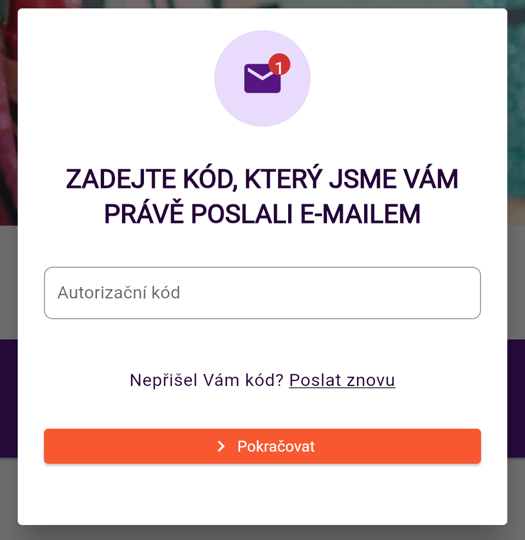 1
ZADEJTE KÓD, KTERÝ JSME VÁM
PRÁVĚ POSLALI E-MAILEM
Autorizační kód
Nepřišel Vám kód? Poslat znovu
Pokračovat